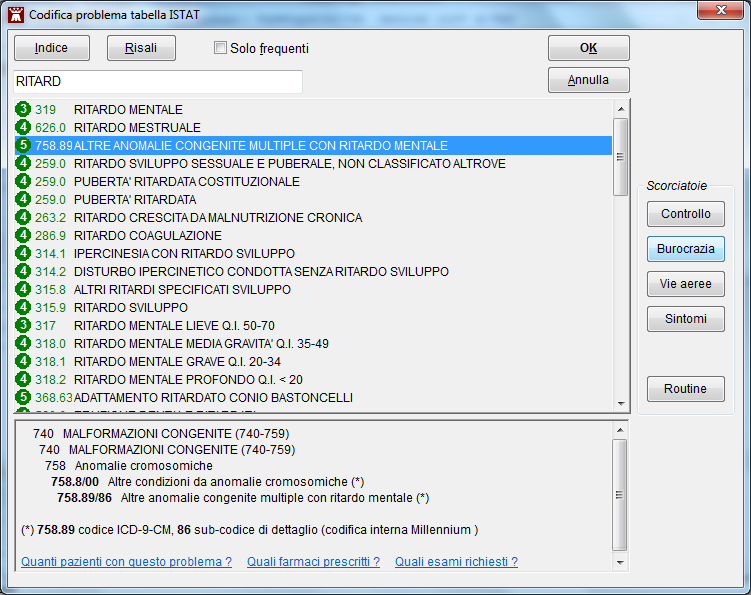 Codifica problema tabella ISTAT
Indice
Risali
Solo frequenti
OK
RITARD
Annulla
3 319 RITARDO MENTALE
4 626.0 RITARDO MESTRUALE
5 758.89 ALTRE ANOMALIE CONGENITE MULTIPLE CON RITARDO MENTALE
4 259.0 RITARDO SVILUPPO SESSUALE E PUBERALE, NON CLASSIFICATO ALTROVE
4 259.0 PUBERTA' RITARDATA COSTITUZIONALE
4 259.0 PUBERTA' RITARDATA
4 263.2 RITARDO CRESCITA DA MALNUTRIZIONE CRONICA
4 286.9 RITARDO COAGULAZIONE
4 314.1 IPERCINESIA CON RITARDO SVILUPPO
4 314.2 DISTURBO IPERCINETICO CONDOTTA SENZA RITARDO SVILUPPO
4 315.8 ALTRI RITARDI SPECIFICATI SVILUPPO
4 315.9 RITARDO SVILUPPO
3 317 RITARDO MENTALE LIEVE Q.I. 50-70
4 318.0 RITARDO MENTALE MEDIA GRAVITA' Q.I. 35-49
4 318.1 RITARDO MENTALE GRAVE Q.I. 20-34
4 318.2 RITARDO MENTALE PROFONDO Q.I. < 20
5 368.63 ADATTAMENTO RITARDATO CONIO BASTONCELLI
Scorciatoie
Controllo
Burocrazia
Vie aeree
Sintomi
Routine
740 MALFORMAZIONI CONGENITE (740-759)
740 MALFORMAZIONI CONGENITE (740-759)
758 Anomalie cromosomiche
758.8/00 Altre condizioni da anomalie cromosomiche (*)
758.89/86 Altre anomalie congenite multiple con ritardo mentale (*)
(*) 758.89 codice ICD-9-CM, 86 sub-codice di dettaglio (codifica interna Millennium )
Quanti pazienti con questo problema ? Quali farmaci prescritti ? Quali esami richiesti ?